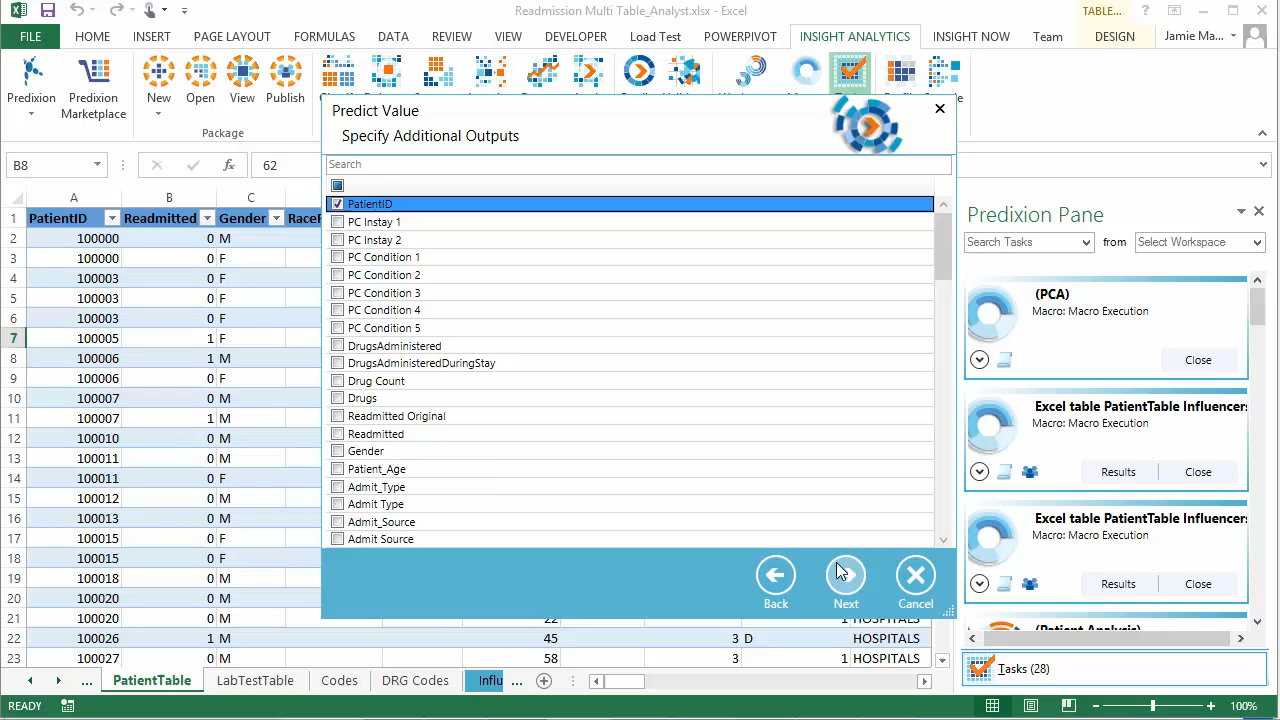 Readmission Multi Table_Analyst.xlsx - Excel
TABLE...
?
FILE HOME INSERT PAGE LAYOUT FORMULAS DATA REVIEW VIEW DEVELOPER Load Test POWERPIVOT INSIGHT ANALYTICS INSIGHT NOW Team DESIGN Jamie Ma...
Predixion
Predixion Marketplace
New Open View Publish
Package
B8
fx 62
A B C
1 PatientID Readmitted Gender
2 100000 0 M
3 100000 0 F
4 100003 0 F
5 100003 0 F
6 100003 0 F
7 100005 1 F
8 100006 1 M
9 100006 0 F
10 100007 0 M
11 100007 1 M
12 100010 0 M
13 100011 0 M
14 100011 0 F
15 100012 0 M
16 100013 0 M
17 100015 0 F
18 100015 0 F
19 100018 0 M
20 100020 0 M
21 100020 0 M 22 1 HOSPITALS
22 100026 1 M 45 3 D HOSPITALS
23 100027 0 M 58 3 1 HOSPITALS
Predict Value
Specify Additional Outputs
Search
PatientID
PC Instay 1
PC Instay 2
PC Condition 1
PC Condition 2
PC Condition 3
PC Condition 4
PC Condition 5
DrugsAdministered
DrugsAdministeredDuringStay
Drug Count
Drugs
Readmitted Original
Readmitted
Gender
Patient_Age
Admit_Type
Admit Type
Admit_Source
Admit Source
Back Next Cancel
Predixion Pane
Search Tasks from Select Workspace
(PCA)
Macro: Macro Execution
Close
Excel table PatientTable Influencers
Macro: Macro Execution
Results Close
Excel table PatientTable Influencers
Macro: Macro Execution
Results Close
(Patient Analysis)
Tasks (28)
... PatientTable LabTestTable Codes DRG Codes Influ ...
READY 100%